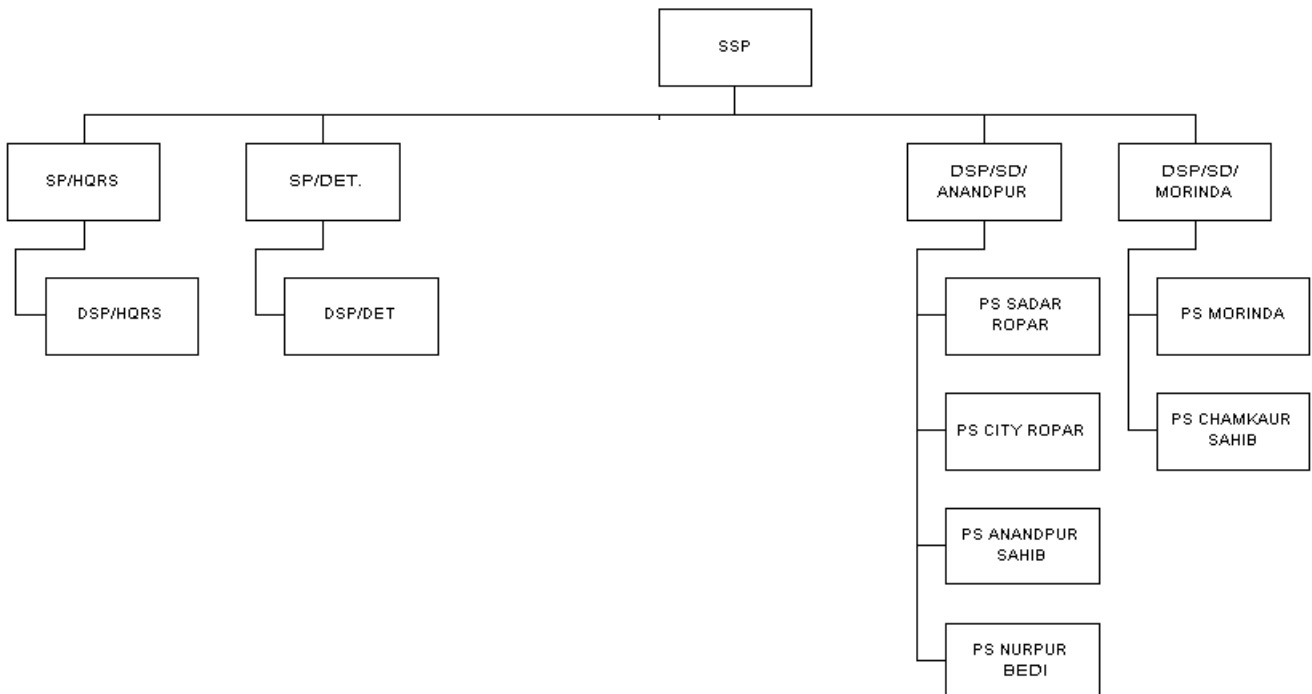 SSP
SP/HQRS
SP/DET.
DSP/SD/
ANANDPUR
DSP/SD/
MORINDA
DSP/HQRS
DSP/DET
PS SADAR
ROPAR
PS MORINDA
PS CITY ROPAR
PS CHAMKAUR
SAHIB
PS ANANDPUR
SAHIB
PS NURPUR
BEDI